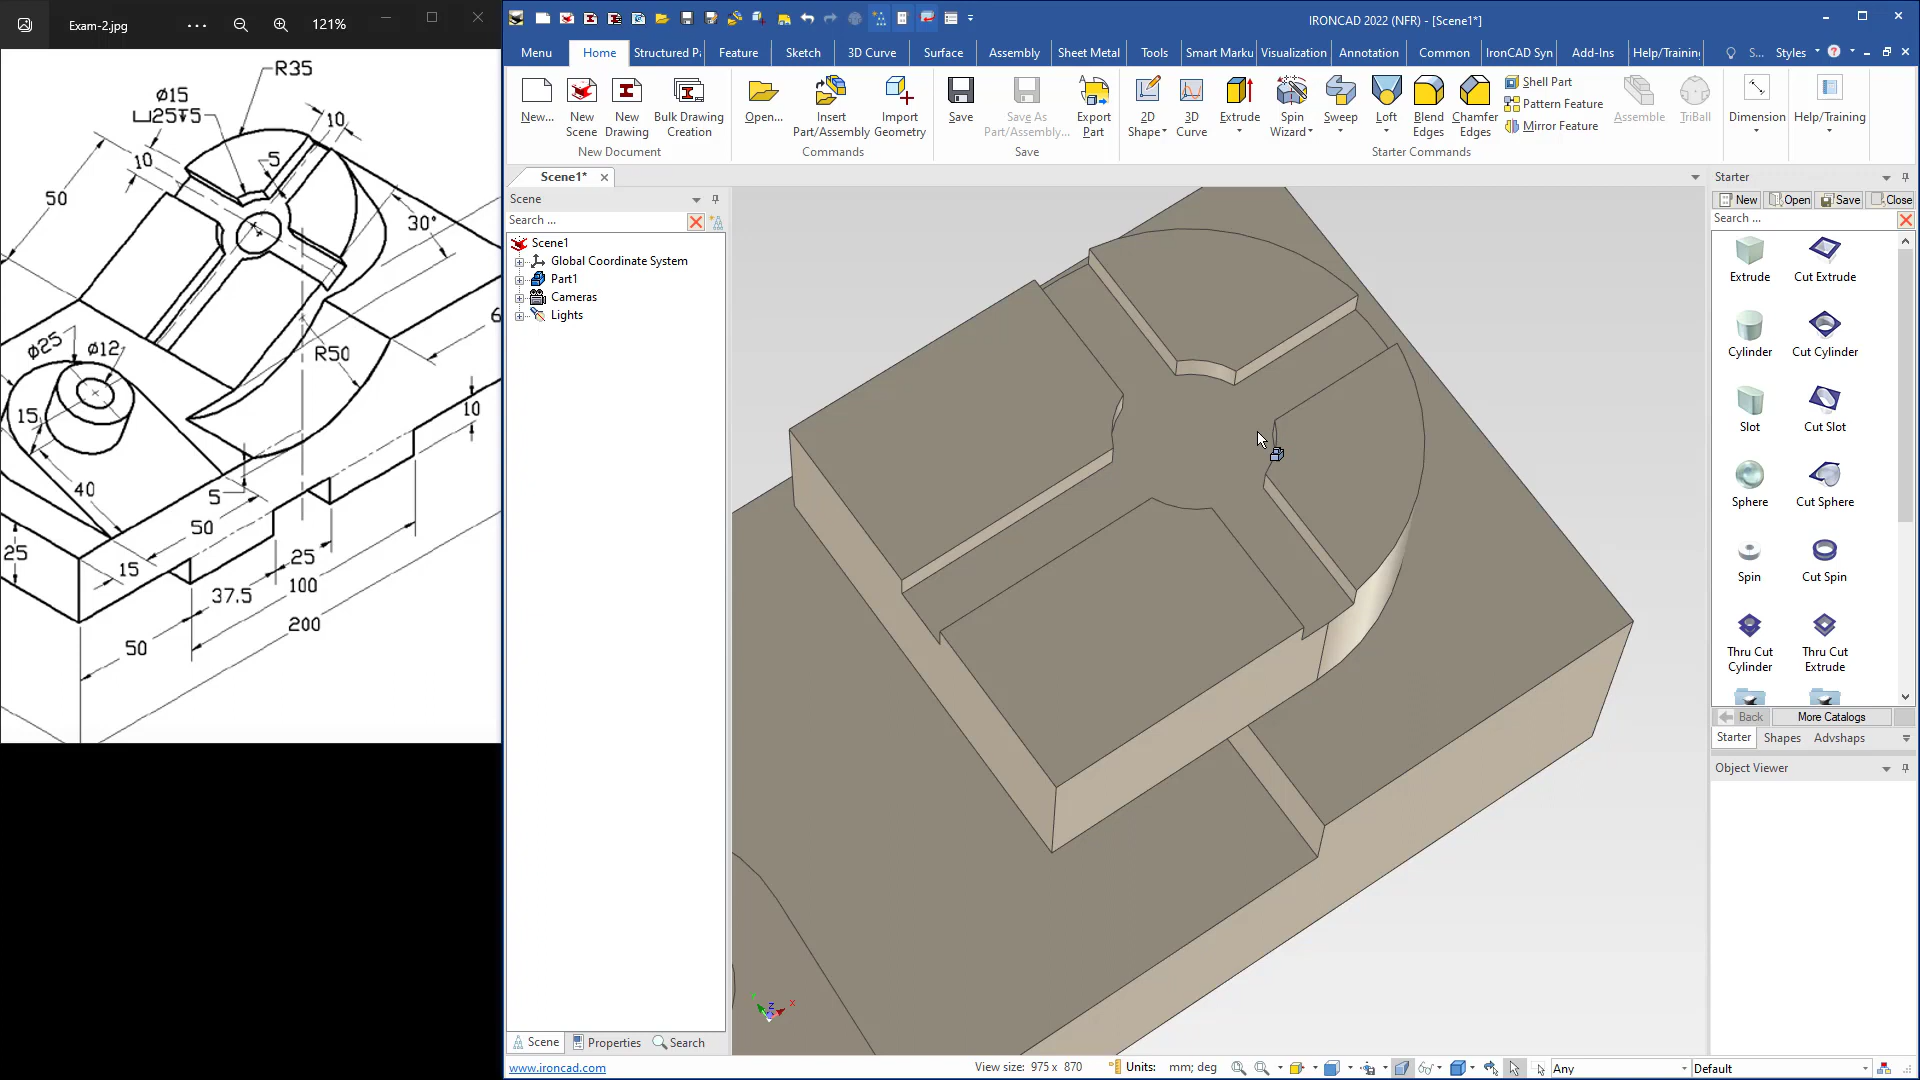 Exam-2.jpg
121%
IRONCAD 2022 (NFR) - [Scene1*]
Menu
Home
Structured P
Feature
Sketch
3D Curve
Surface
Assembly
Sheet Metal
Tools
Smart Marku
Visualization
Annotation
Common
IronCAD Syn
Add-Ins
Help/Trainin
S...
Styles
New...
New Scene
New Drawing
Bulk Drawing Creation
New Document
Open...
Insert Part/Assembly
Import Geometry
Commands
Save
Save As Part/Assembly...
Export Part
Save
2D Shape
3D Curve
Extrude
Spin Wizard
Sweep
Loft
Blend Edges
Chamfer Edges
Shell Part
Pattern Feature
Mirror Feature
Assemble
TriBall
Starter Commands
Dimension
Help/Training
Scene1*
Scene
Search ...
Scene1
Global Coordinate System
Part1
Cameras
Lights
Scene
Properties
Search
www.ironcad.com
View size: 975 x 870
Units: mm; deg
Any
Default
Starter
New
Open
Save
Close
Search ...
Extrude
Cut Extrude
Cylinder
Cut Cylinder
Slot
Cut Slot
Sphere
Cut Sphere
Spin
Cut Spin
Thru Cut Cylinder
Thru Cut Extrude
Back
More Catalogs
Starter
Shapes
Advshaps
Object Viewer
R35
ø15
⌴25↧5
10
10
5
50
30°
6
R50
ø25
ø12
15
10
40
5
50
25
25
15
37.5
100
200
50
X
Z